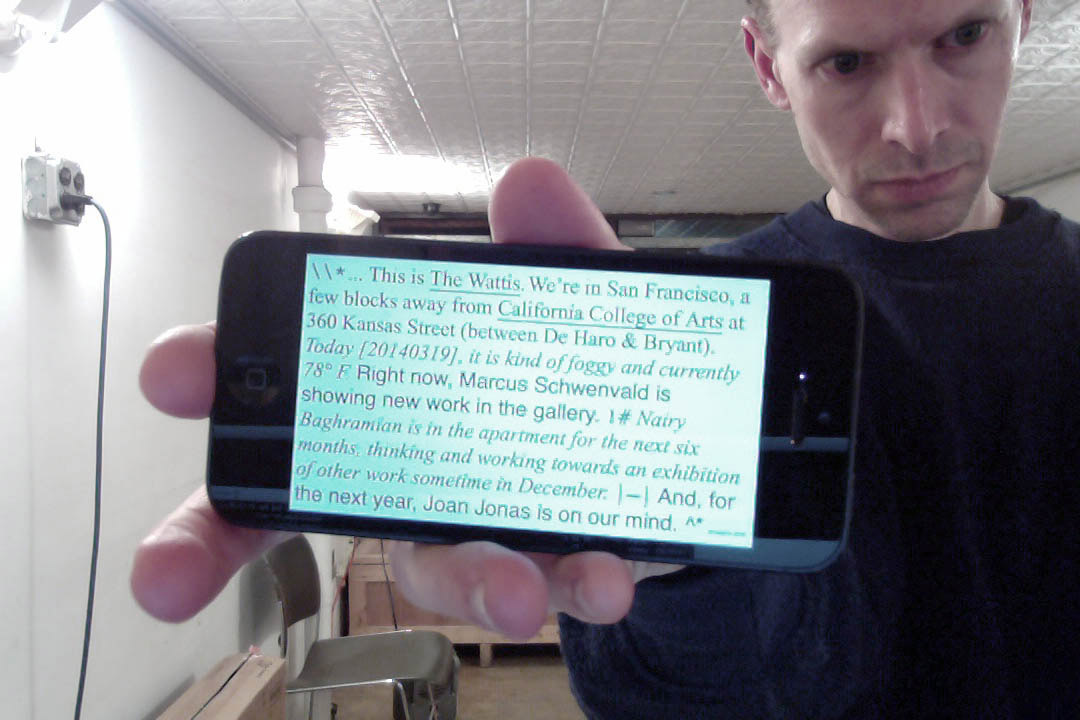 \\*... This is The Wattis. We're in San Francisco, a
few blocks away from California College of Arts at
360 Kansas Street (between De Haro & Bryant).
Today [20140319], it is kind of foggy and currently
78° F Right now, Marcus Schwenvald is
showing new work in the gallery. 1# Nairy
Baghramian is in the apartment for the next six
months, thinking and working towards an exhibition
of other work sometime in December. |—| And, for
the next year, Joan Jonas is on our mind. ^*